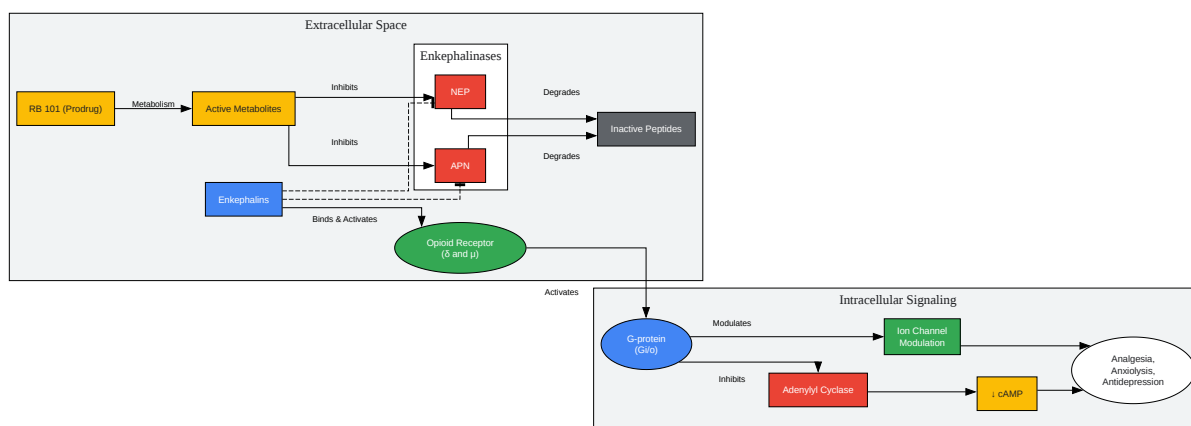 Extracellular Space
Enkephalinases
RB 101 (Prodrug)
Metabolism
Active Metabolites
Inhibits
NEP
Degrades
Inactive Peptides
Inhibits
APN
Degrades
Enkephalins
Binds & Activates
Opioid Receptor
(δ and μ)
Activates
Intracellular Signaling
G-protein
(Gi/o)
Modulates
Ion Channel
Modulation
Inhibits
Adenylyl Cyclase
↓ cAMP
Analgesia,
Anxiolysis,
Antidepression